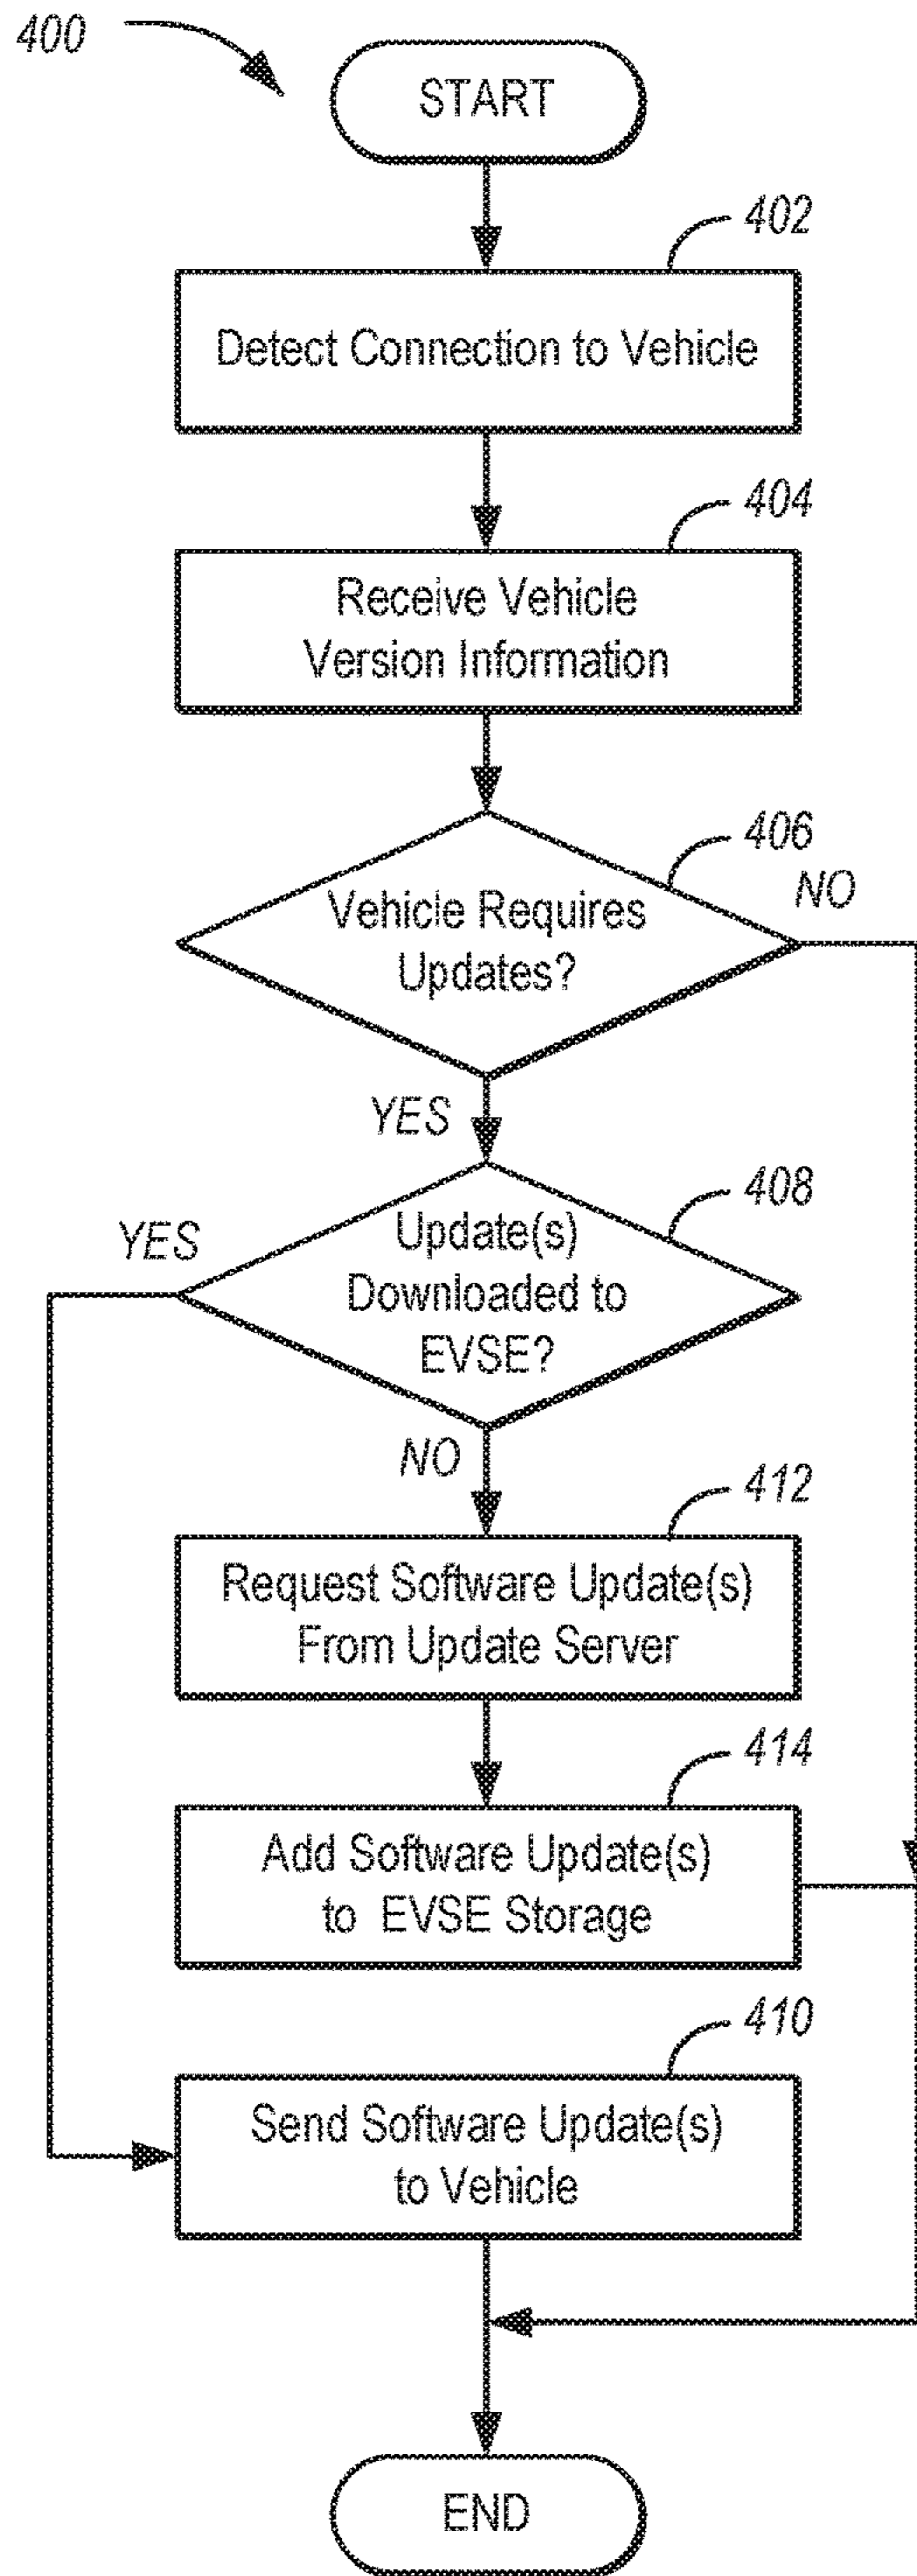 400
START
402
Detect Connection to Vehicle
404
Receive Vehicle
Version Information
406
NO
Vehicle Requires
Updates?
YES
408
YES
Update(s)
Downloaded to
EVSE?
NO
412
Request Software Update(s)
From Update Server
414
Add Software Update(s)
to EVSE Storage
410
Send Software Update(s)
to Vehicle
END